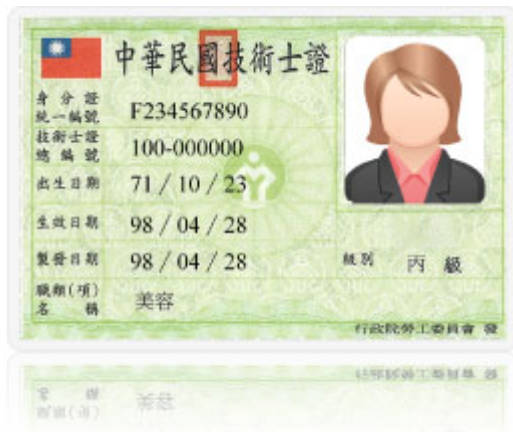 中華民國技術士證
身分證
統一編號 F234567890
技術士證
總編號 100-000000
出生日期 71 / 10 / 23
生效日期 98 / 04 / 28
製發日期 98 / 04 / 28 級別 丙 級
職類(項)
名稱 美容
行政院勞工委員會 發